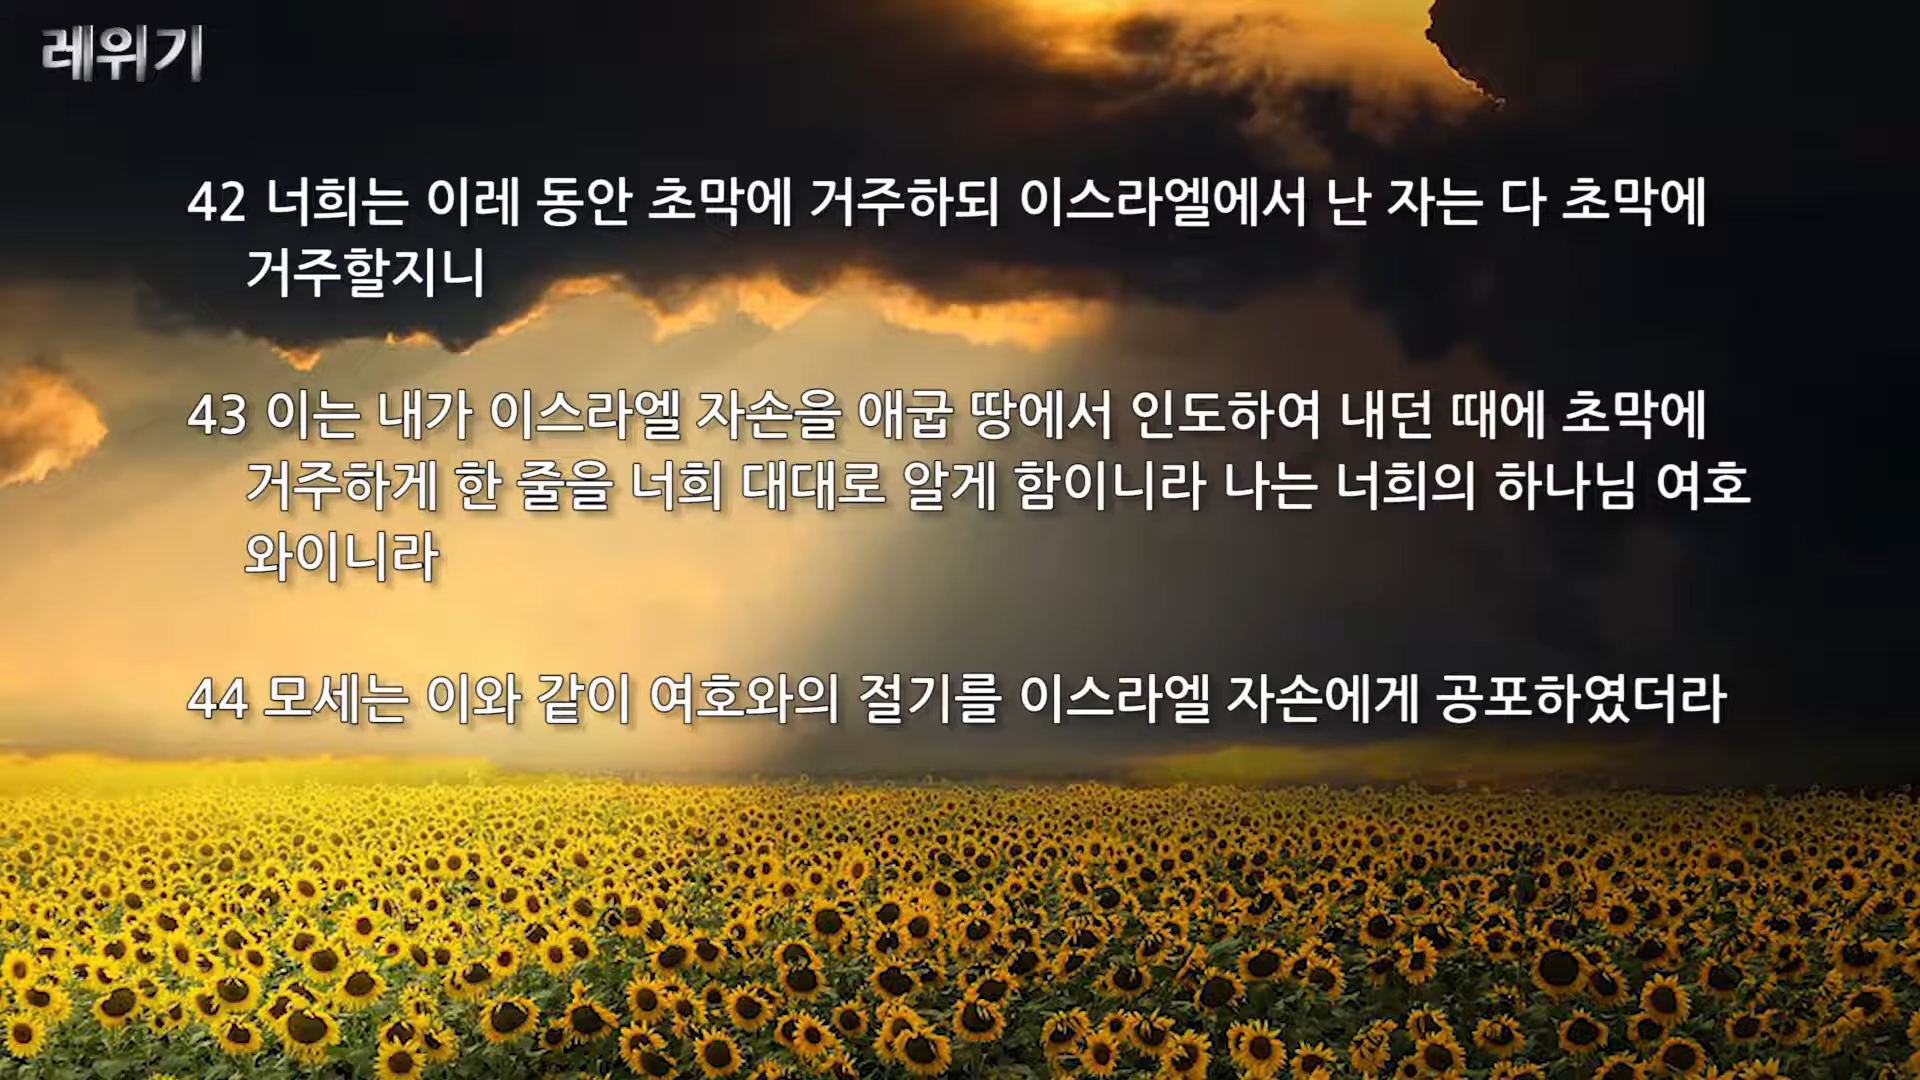 레위기
42 너희는 이레 동안 초막에 거주하되 이스라엘에서 난 자는 다 초막에
거주할지니
43 이는 내가 이스라엘 자손을 애굽 땅에서 인도하여 내던 때에 초막에
거주하게 한 줄을 너희 대대로 알게 함이니라 나는 너희의 하나님 여호
와이니라
44 모세는 이와 같이 여호와의 절기를 이스라엘 자손에게 공포하였더라